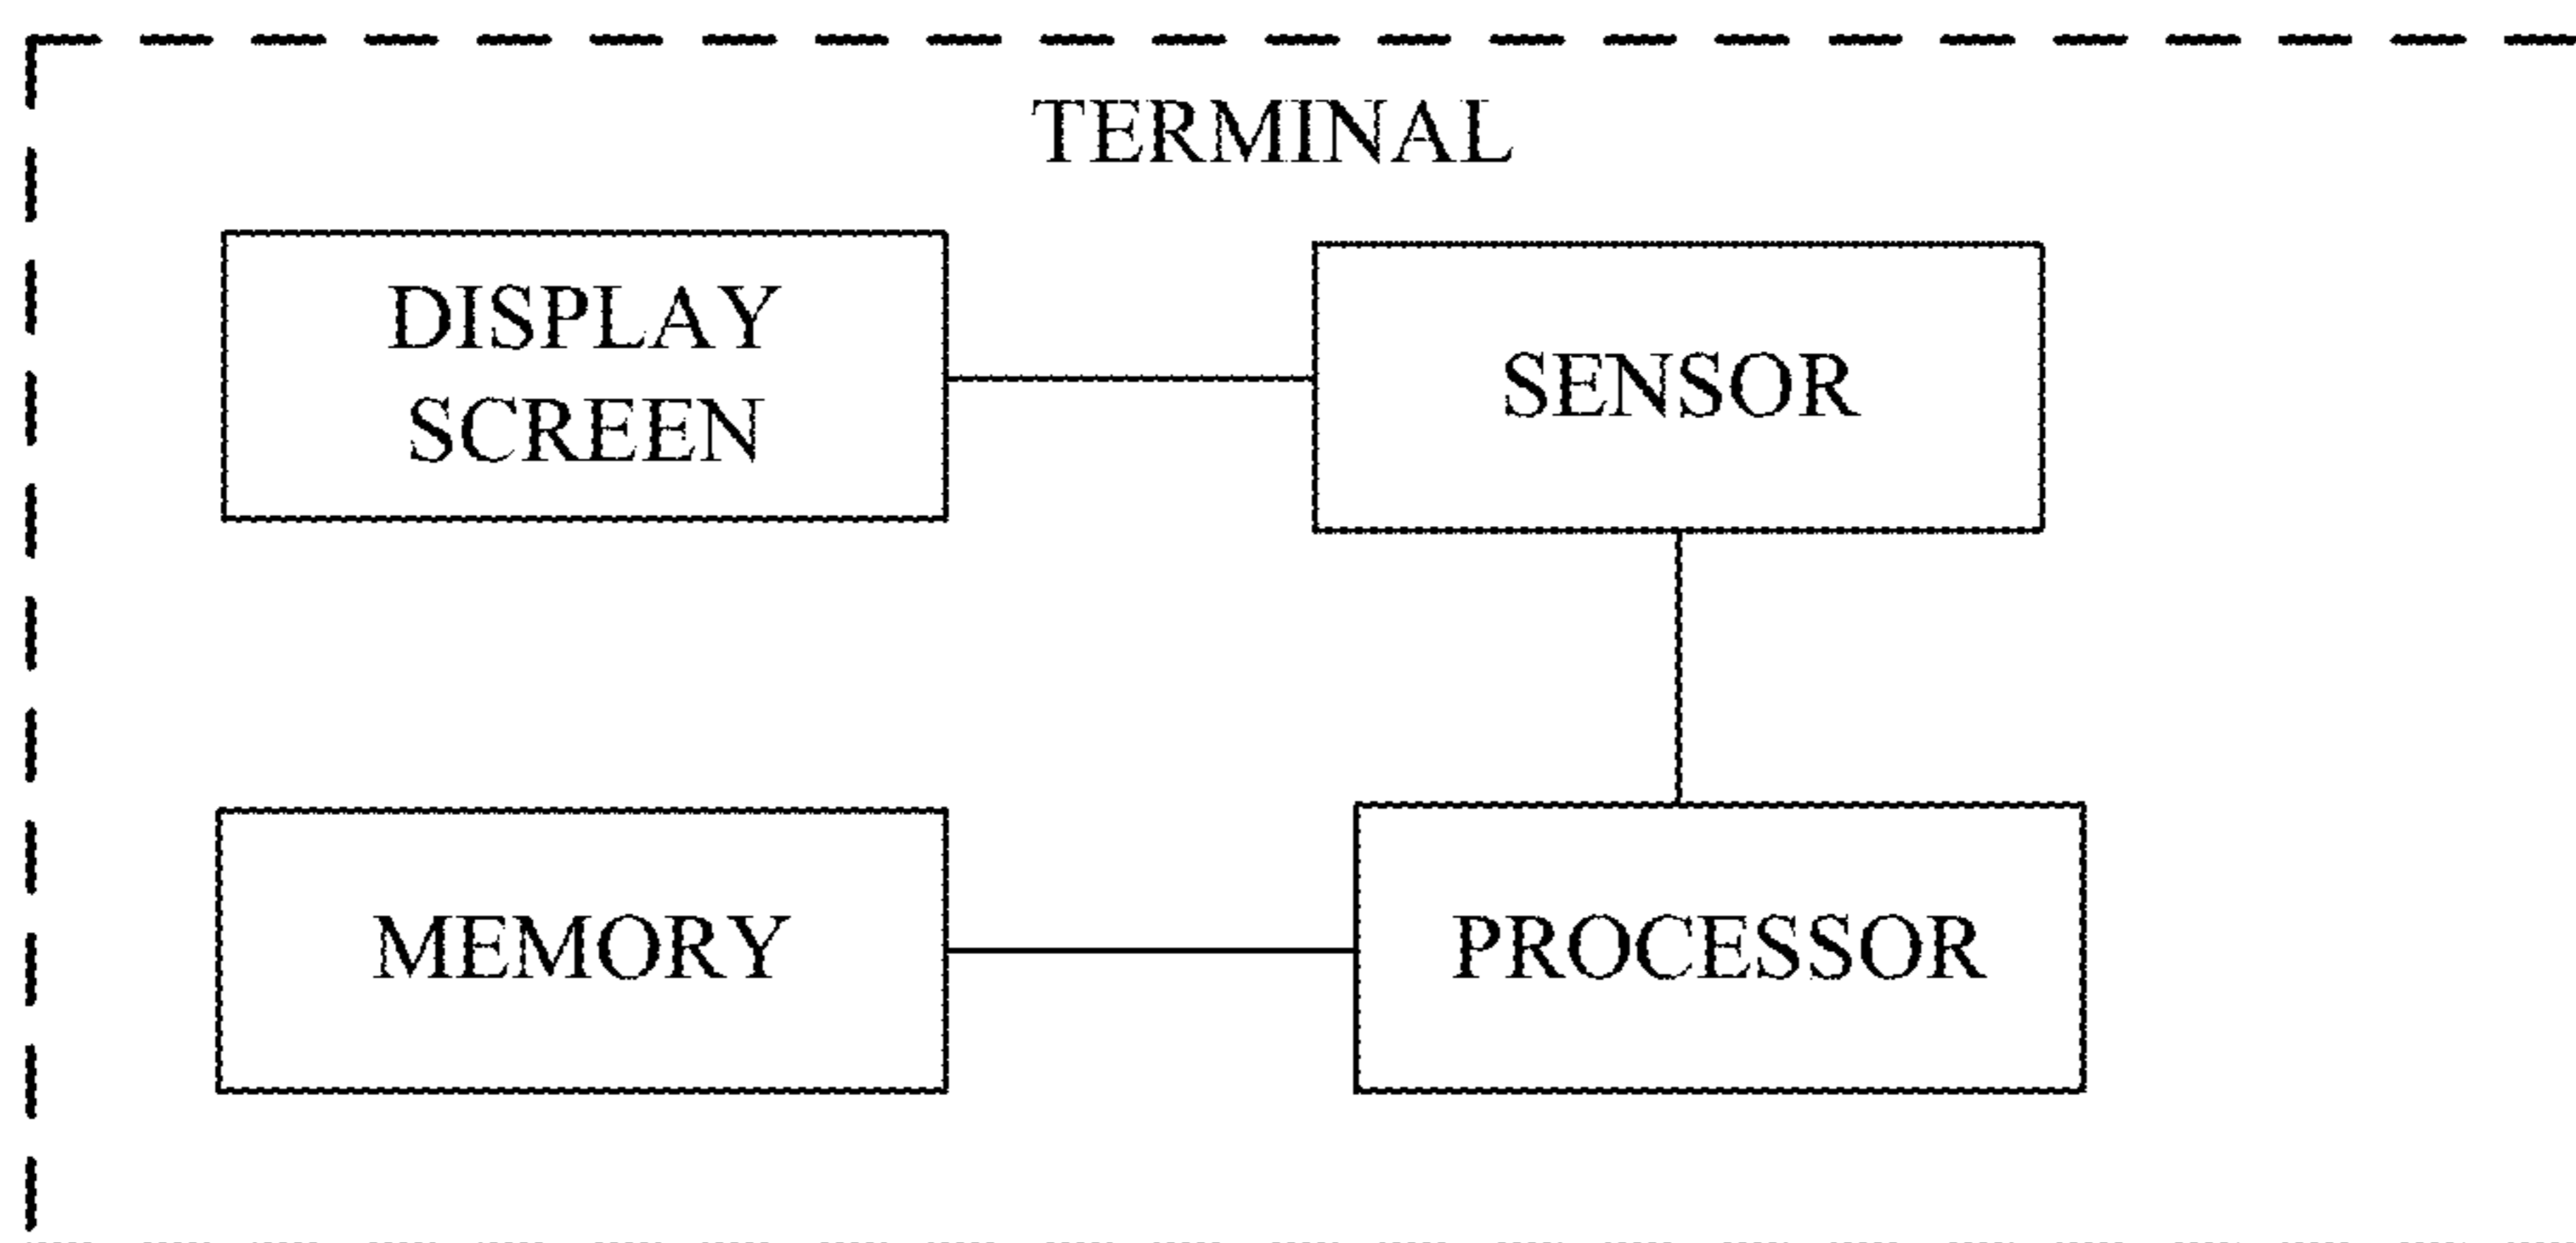 TERMINAL
DISPLAY
SCREEN
SENSOR
MEMORY
PROCESSOR